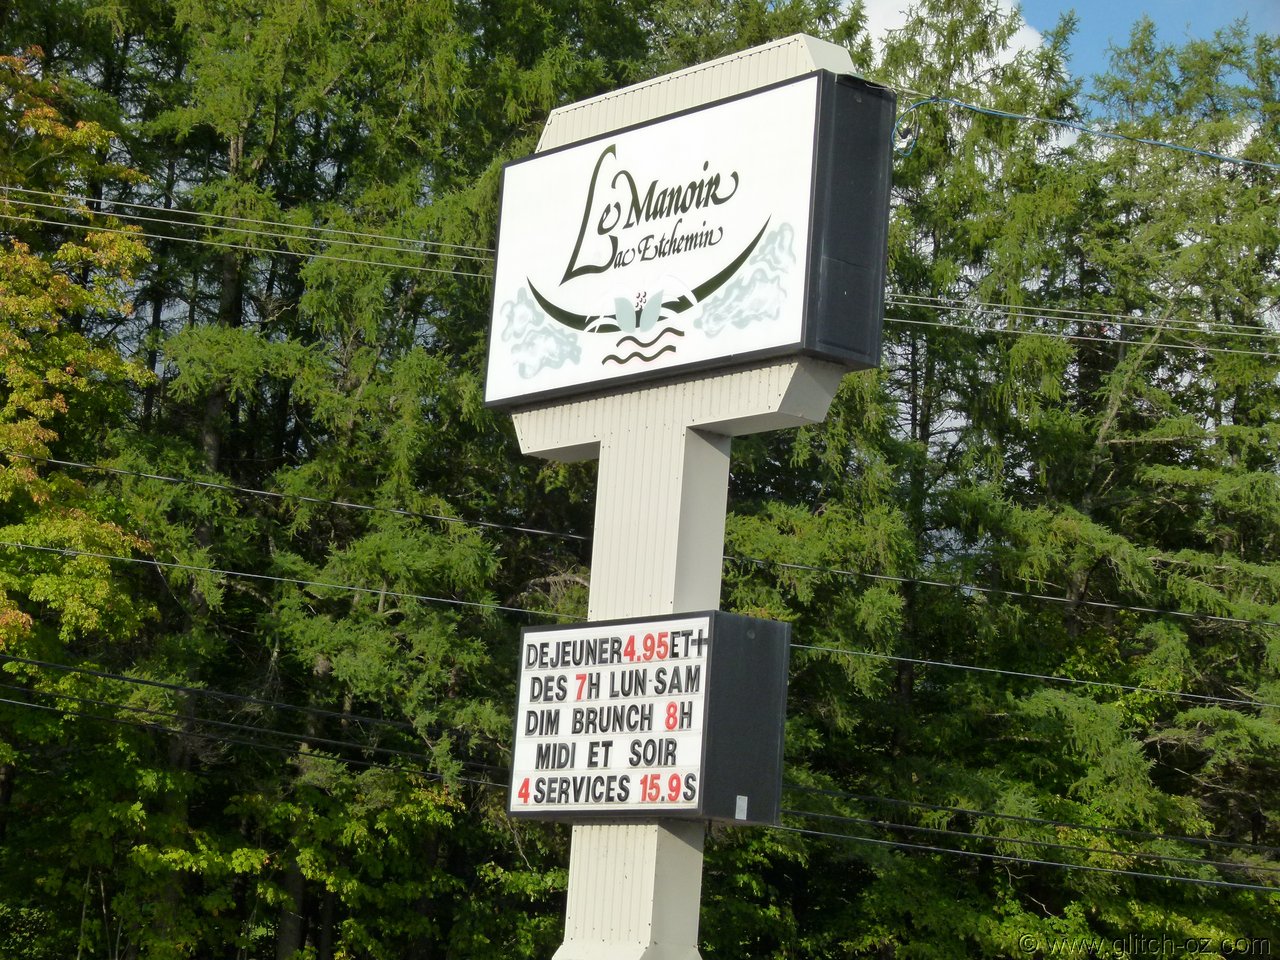 Le Manoir
Lac Etchemin
DEJEUNER 4.95 ET+
DES 7H LUN-SAM
DIM BRUNCH 8H
MIDI ET SOIR
4 SERVICES 15.9S
© www.glitch-oz.com